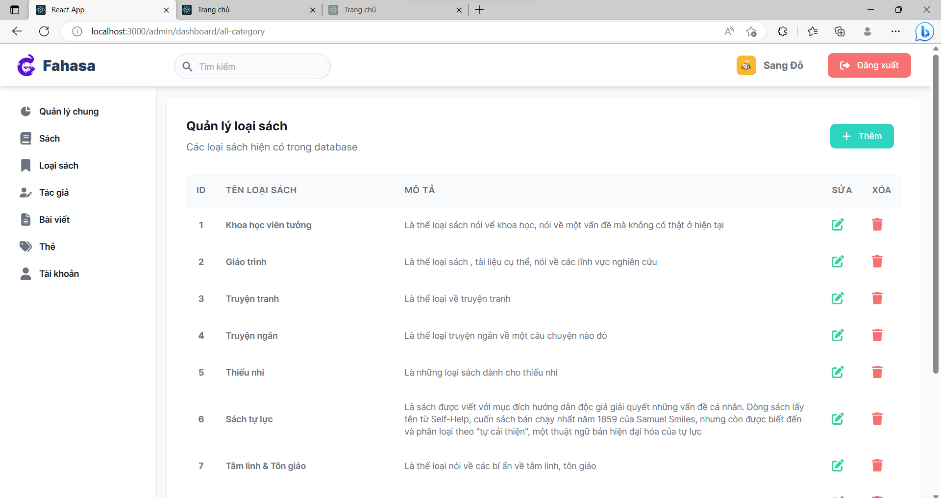 React App
Trang chủ
Trang chủ
localhost:3000/admin/dashboard/all-category
Fahasa
Tìm kiếm
Sang Đỗ
Đăng xuất
Quản lý chung
Sách
Loại sách
Tác giả
Bài viết
Thẻ
Tài khoản
Quản lý loại sách
Các loại sách hiện có trong database
+ Thêm
ID TÊN LOẠI SÁCH MÔ TẢ SỬA XÓA
1 Khoa học viên tưởng Là thể loại sách nói về khoa học, nói về một vấn đề mà không có thật ở hiện tại
2 Giáo trình Là thể loại sách , tài liệu cụ thể, nói về các lĩnh vực nghiên cứu
3 Truyện tranh Là thể loại về truyện tranh
4 Truyện ngắn Là thể loại truyện ngắn về một câu chuyện nào đó
5 Thiếu nhi Là những loại sách dành cho thiếu nhi
6 Sách tự lực Là sách được viết với mục đích hướng dẫn độc giả giải quyết những vấn đề cá nhân. Dòng sách lấy
tên từ Self-Help, cuốn sách bán chạy nhất năm 1859 của Samuel Smiles, nhưng còn được biết đến
và phân loại theo "tự cải thiện", một thuật ngữ bản hiện đại hóa của tự lực
7 Tâm linh & Tôn giáo Là thể loại nói về các bí ẩn về tâm linh, tôn giáo